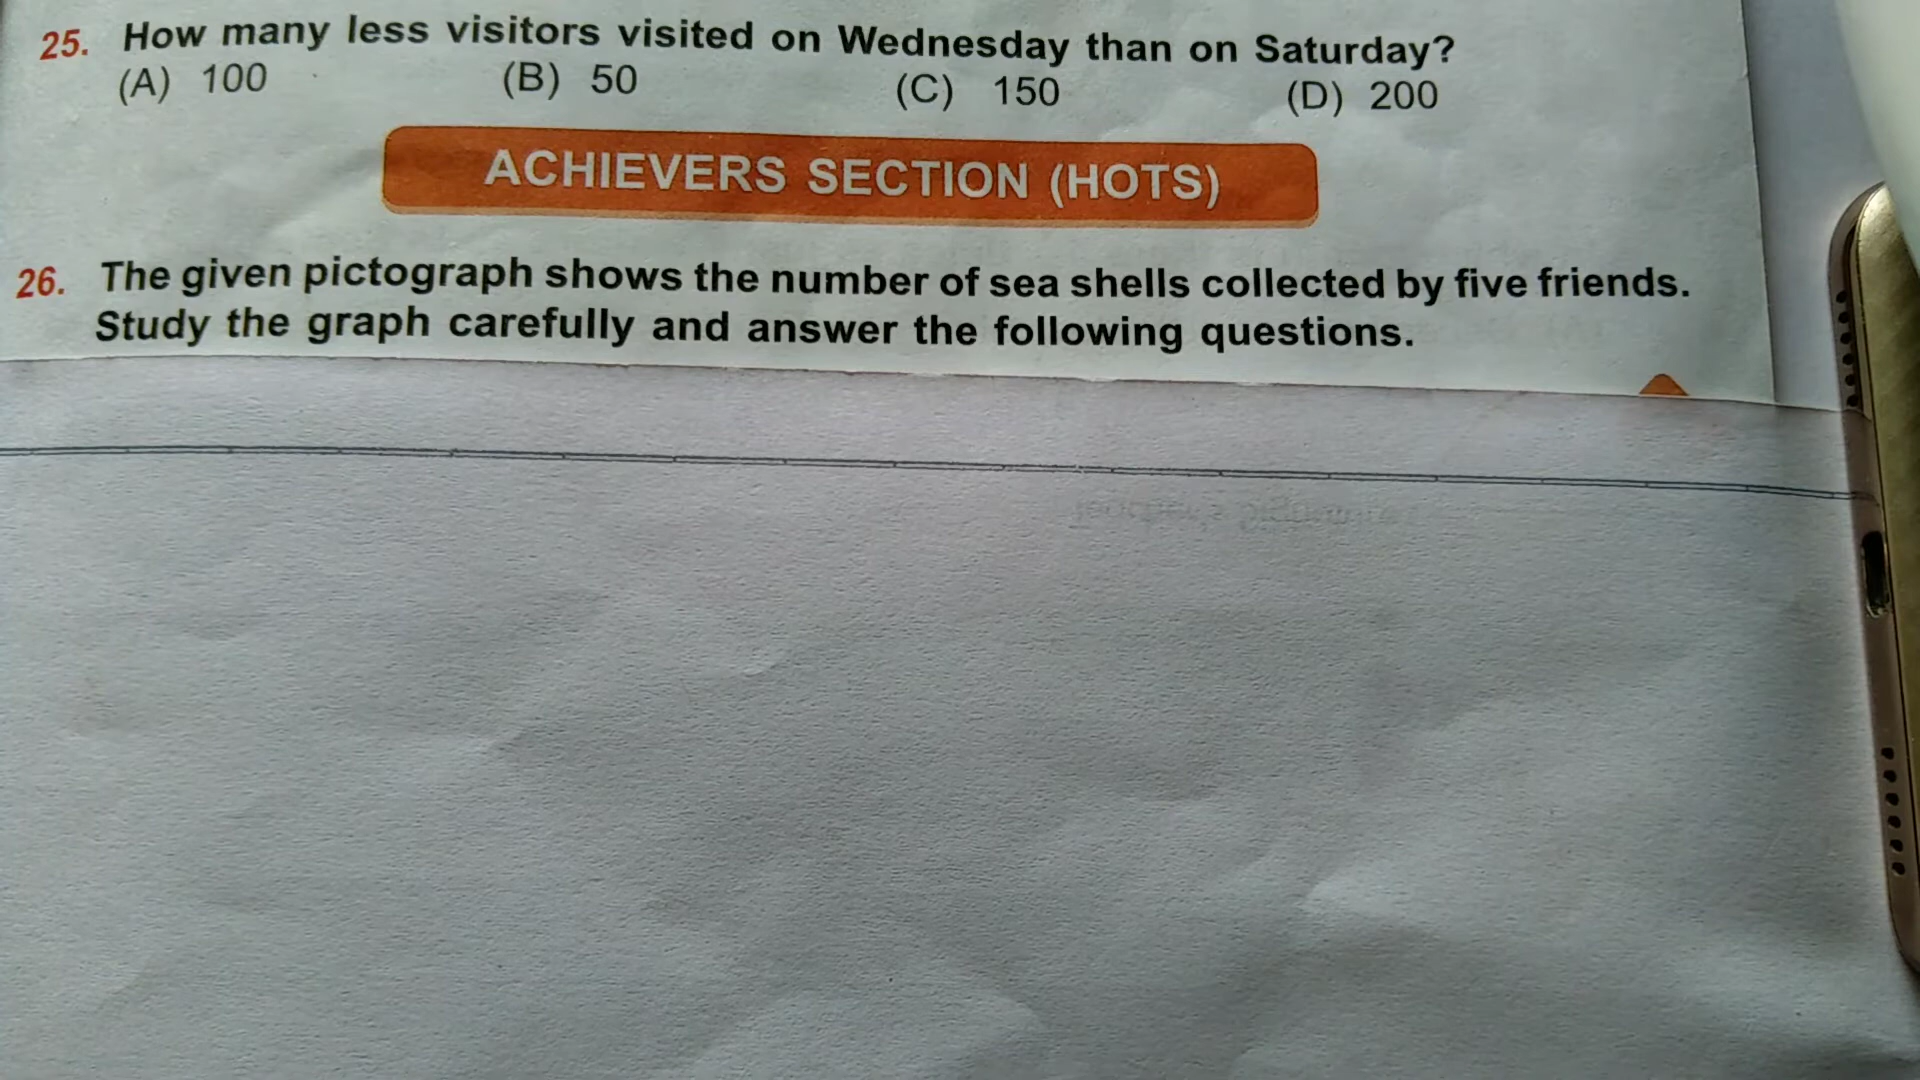 25. How many less visitors visited on Wednesday than on Saturday?
(A) 100 (B) 50 (C) 150 (D) 200
ACHIEVERS SECTION (HOTS)
26. The given pictograph shows the number of sea shells collected by five friends.
Study the graph carefully and answer the following questions.